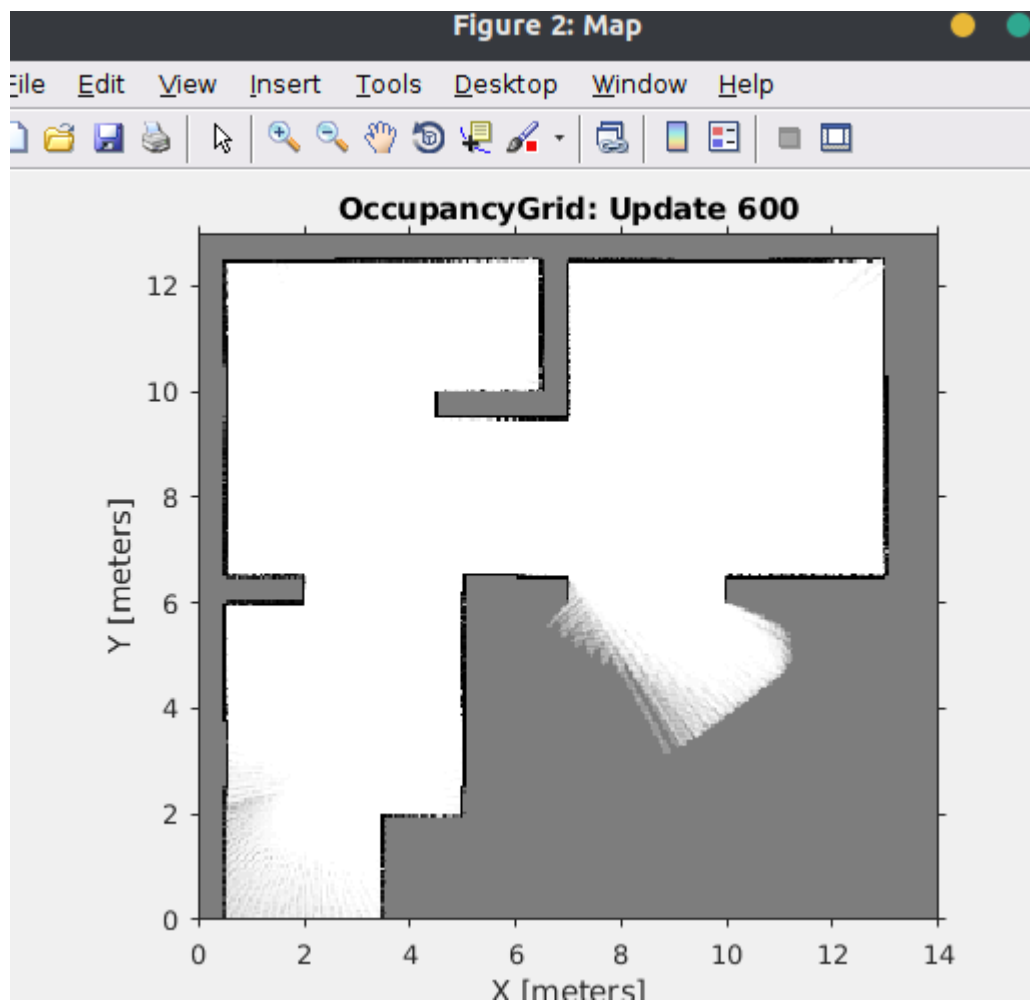 Figure 2: Map
File Edit View Insert Tools Desktop Window Help
OccupancyGrid: Update 600
12
10
8
6
4
2
0
Y [meters]
0 2 4 6 8 10 12 14
X [meters]